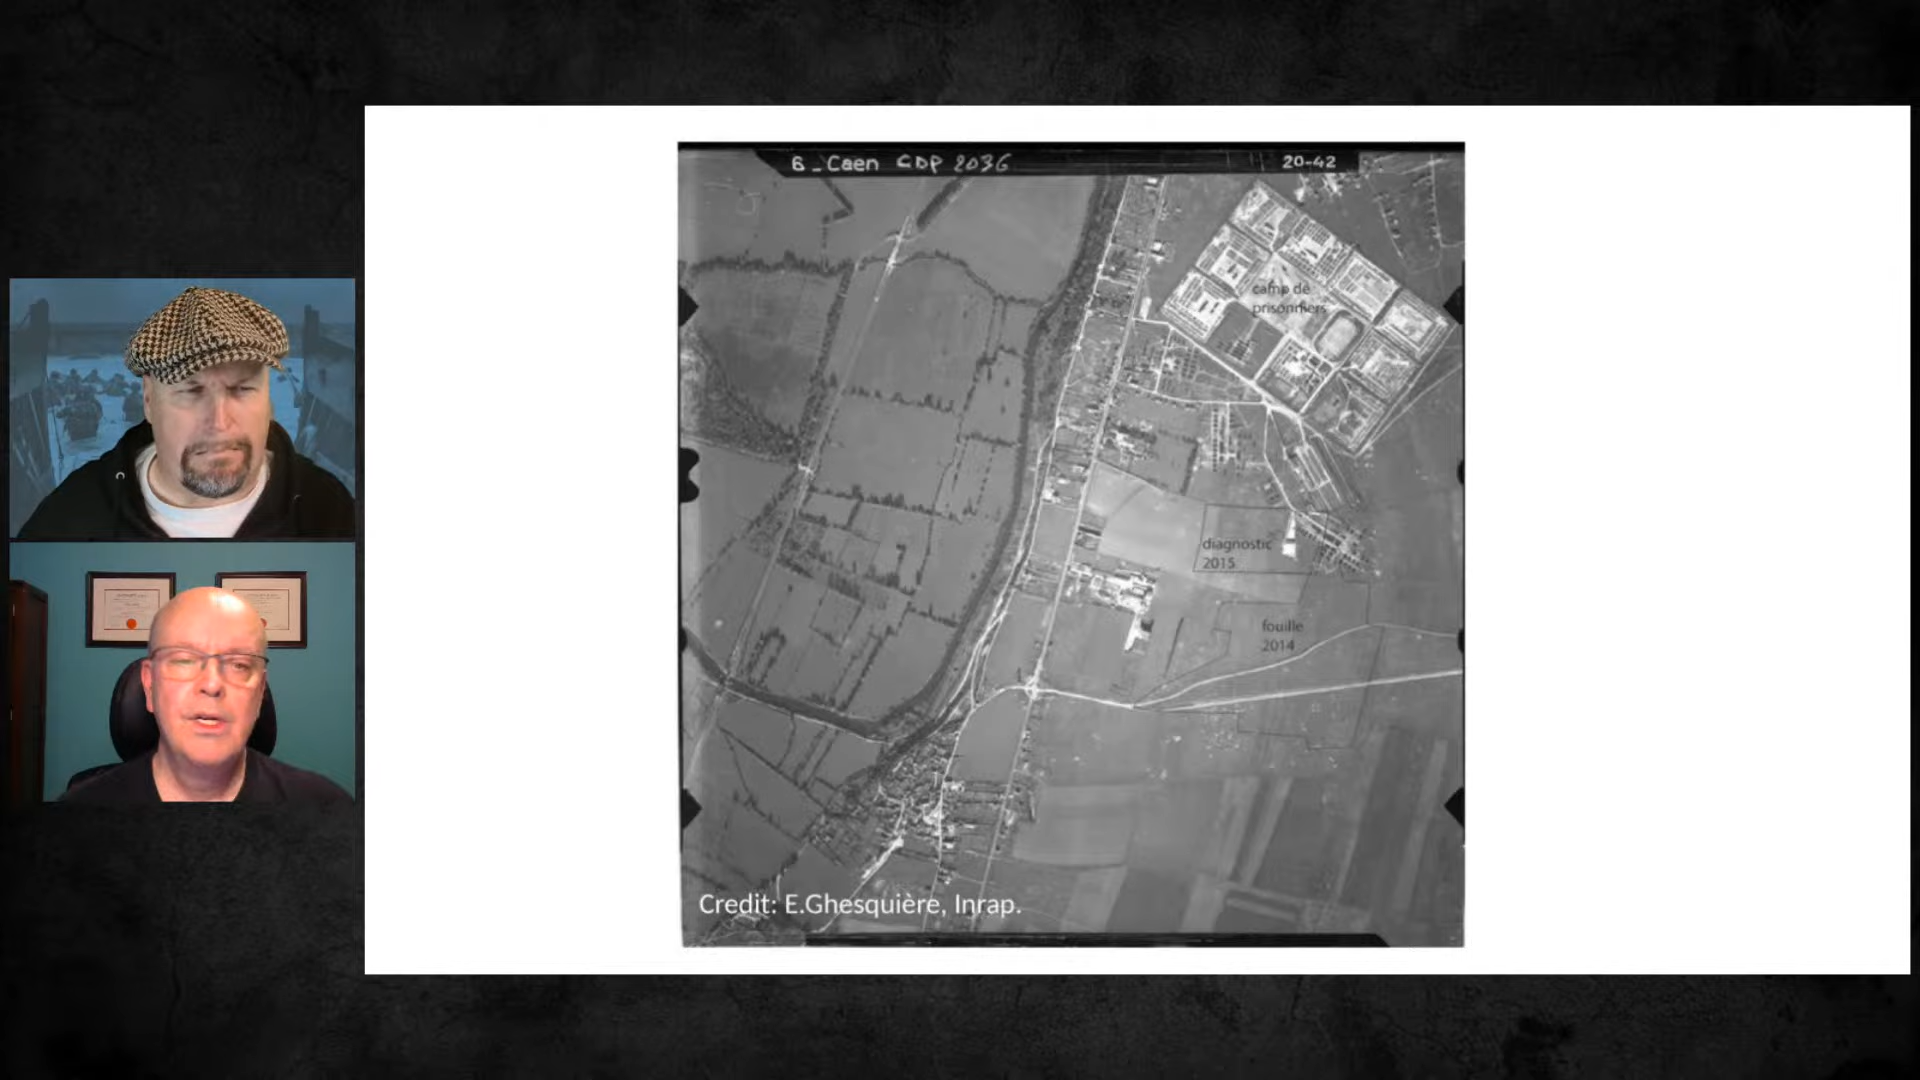 6_Caen CDP 2036
20-42
camp de
prisonniers
diagnostic
2015
fouille
2014
Credit: E.Ghesquière, Inrap.